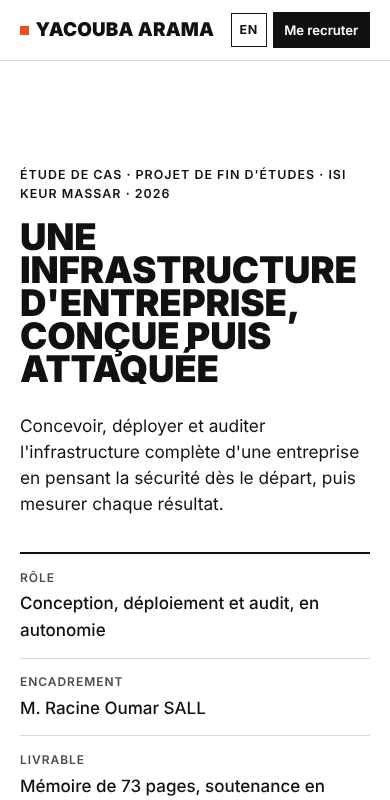 YACOUBA ARAMA
EN
Me recruter
ÉTUDE DE CAS · PROJET DE FIN D'ÉTUDES · ISI
KEUR MASSAR · 2026
UNE
INFRASTRUCTURE
D'ENTREPRISE,
CONÇUE PUIS
ATTAQUÉE
Concevoir, déployer et auditer
l'infrastructure complète d'une entreprise
en pensant la sécurité dès le départ, puis
mesurer chaque résultat.
RÔLE
Conception, déploiement et audit, en
autonomie
ENCADREMENT
M. Racine Oumar SALL
LIVRABLE
Mémoire de 73 pages, soutenance en